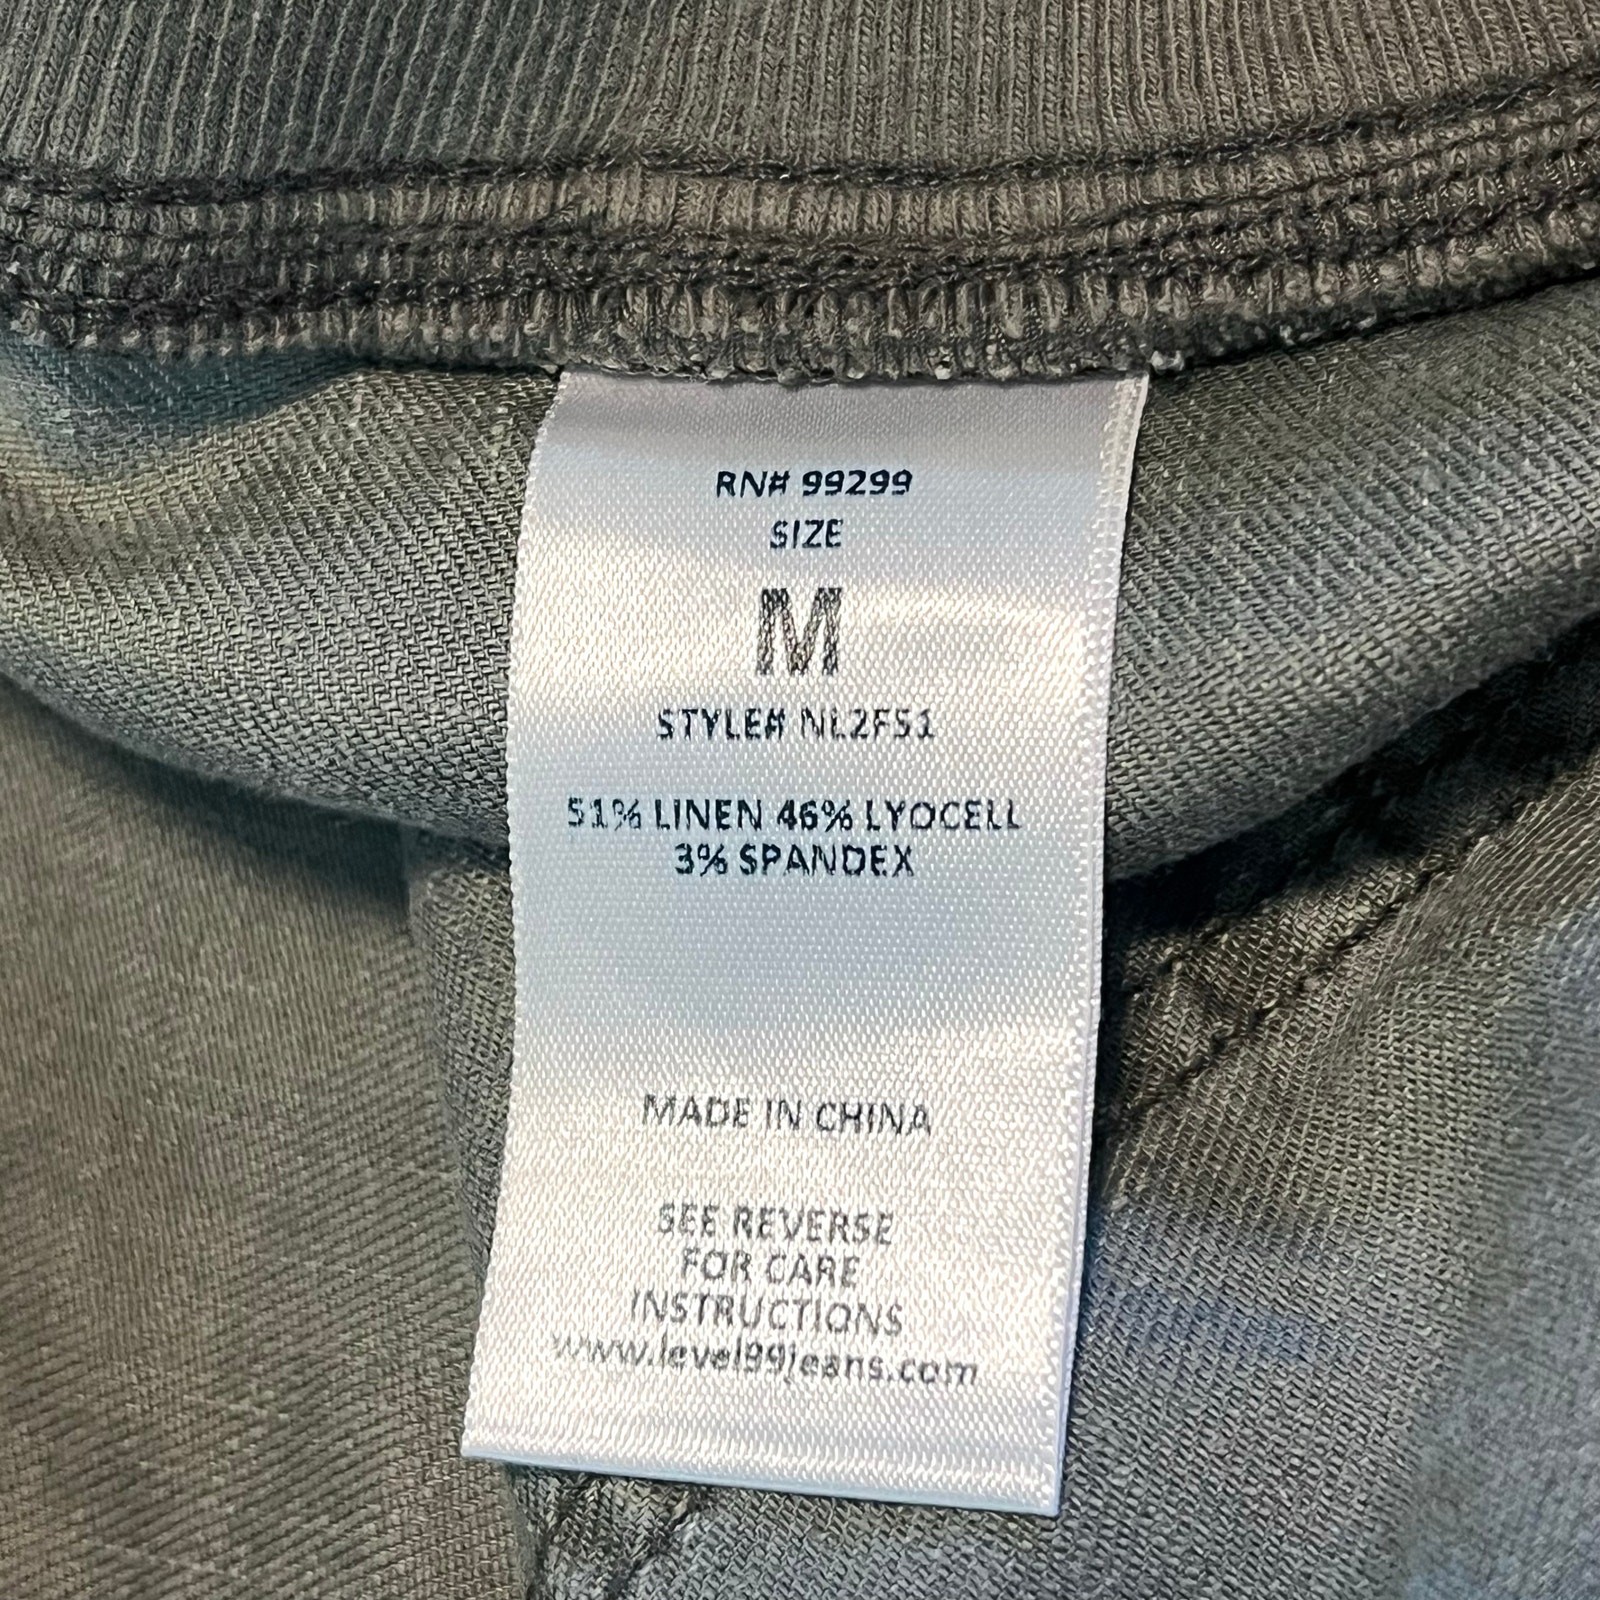 RN# 99299
SIZE
M
STYLE# NL2F51
51% LINEN 46% LYOCELL
3% SPANDEX
MADE IN CHINA
SEE REVERSE
FOR CARE
INSTRUCTIONS
www.level99jeans.com